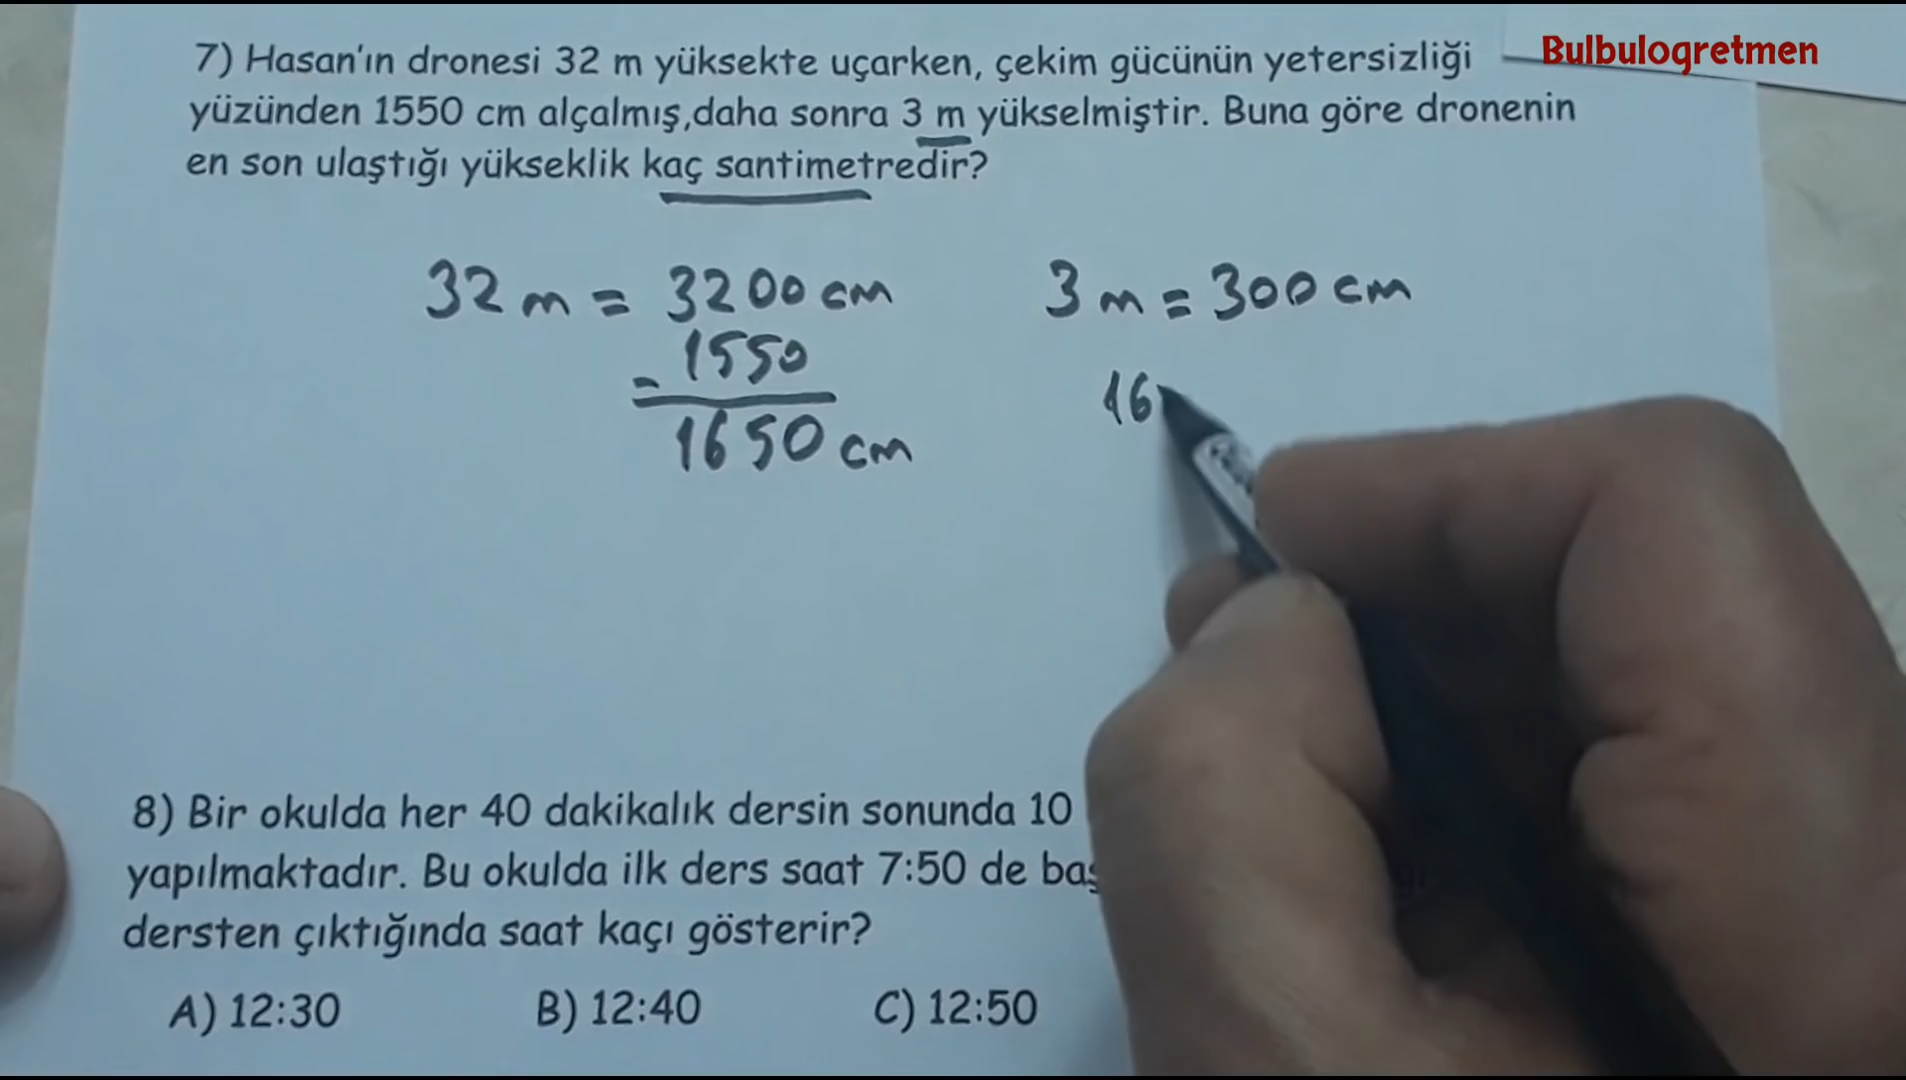 Bulbulogretmen
7) Hasan'ın dronesi 32 m yüksekte uçarken, çekim gücünün yetersizliği
yüzünden 1550 cm alçalmış,daha sonra 3 m yükselmiştir. Buna göre dronenin
en son ulaştığı yükseklik kaç santimetredir?
32 m = 3200 cm
3 m = 300 cm
- 1550
1650 cm
16
8) Bir okulda her 40 dakikalık dersin sonunda 10
yapılmaktadır. Bu okulda ilk ders saat 7:50 de
dersten çıktığında saat kaçı gösterir?
A) 12:30 B) 12:40 C) 12:50